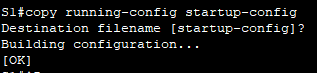 S1#copy running-config startup-config
Destination filename [startup-config]?
Building configuration...
[OK]